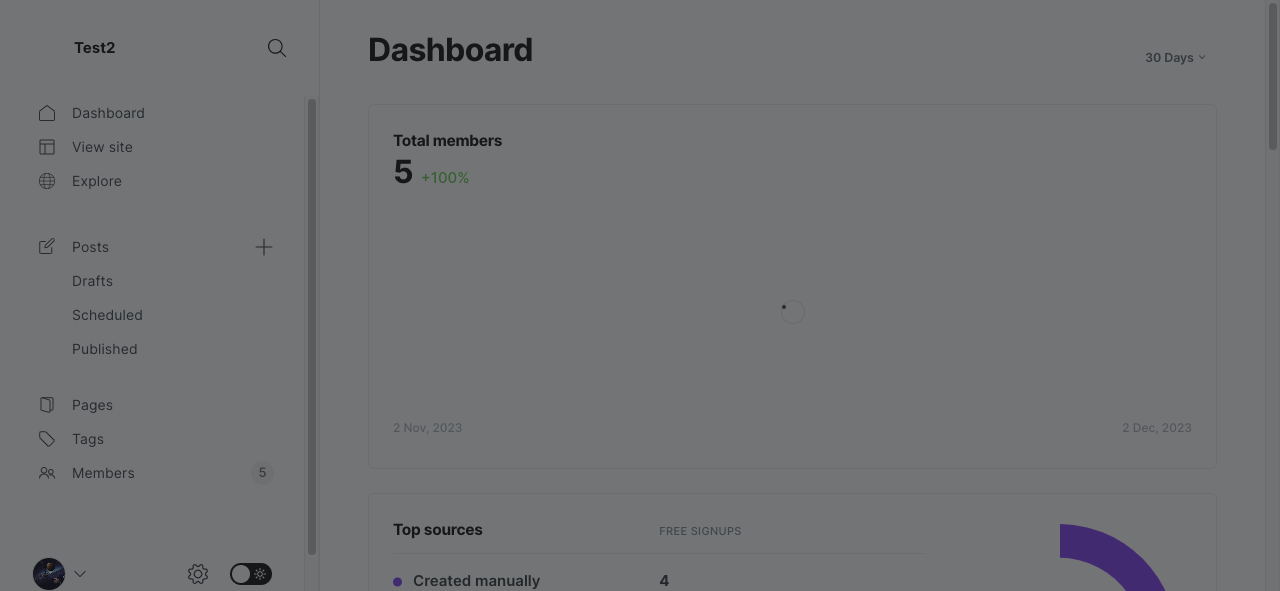 Test2
Dashboard
View site
Explore
Posts
Drafts
Scheduled
Published
Pages
Tags
Members 5
Dashboard
30 Days
Total members
5 +100%
2 Nov, 2023 2 Dec, 2023
Top sources FREE SIGNUPS
Created manually 4